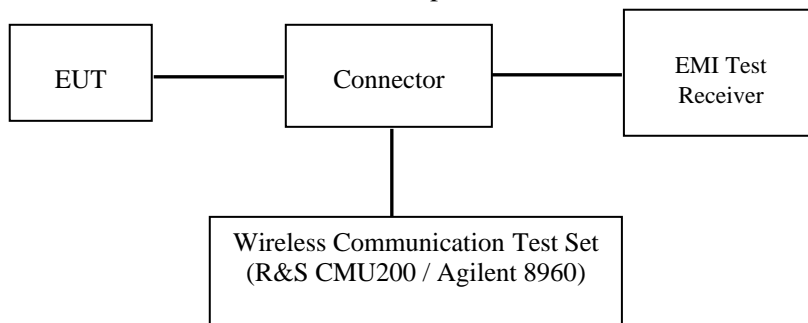 EUT
Connector
EMI Test
Receiver
Wireless Communication Test Set
(R&S CMU200 / Agilent 8960)